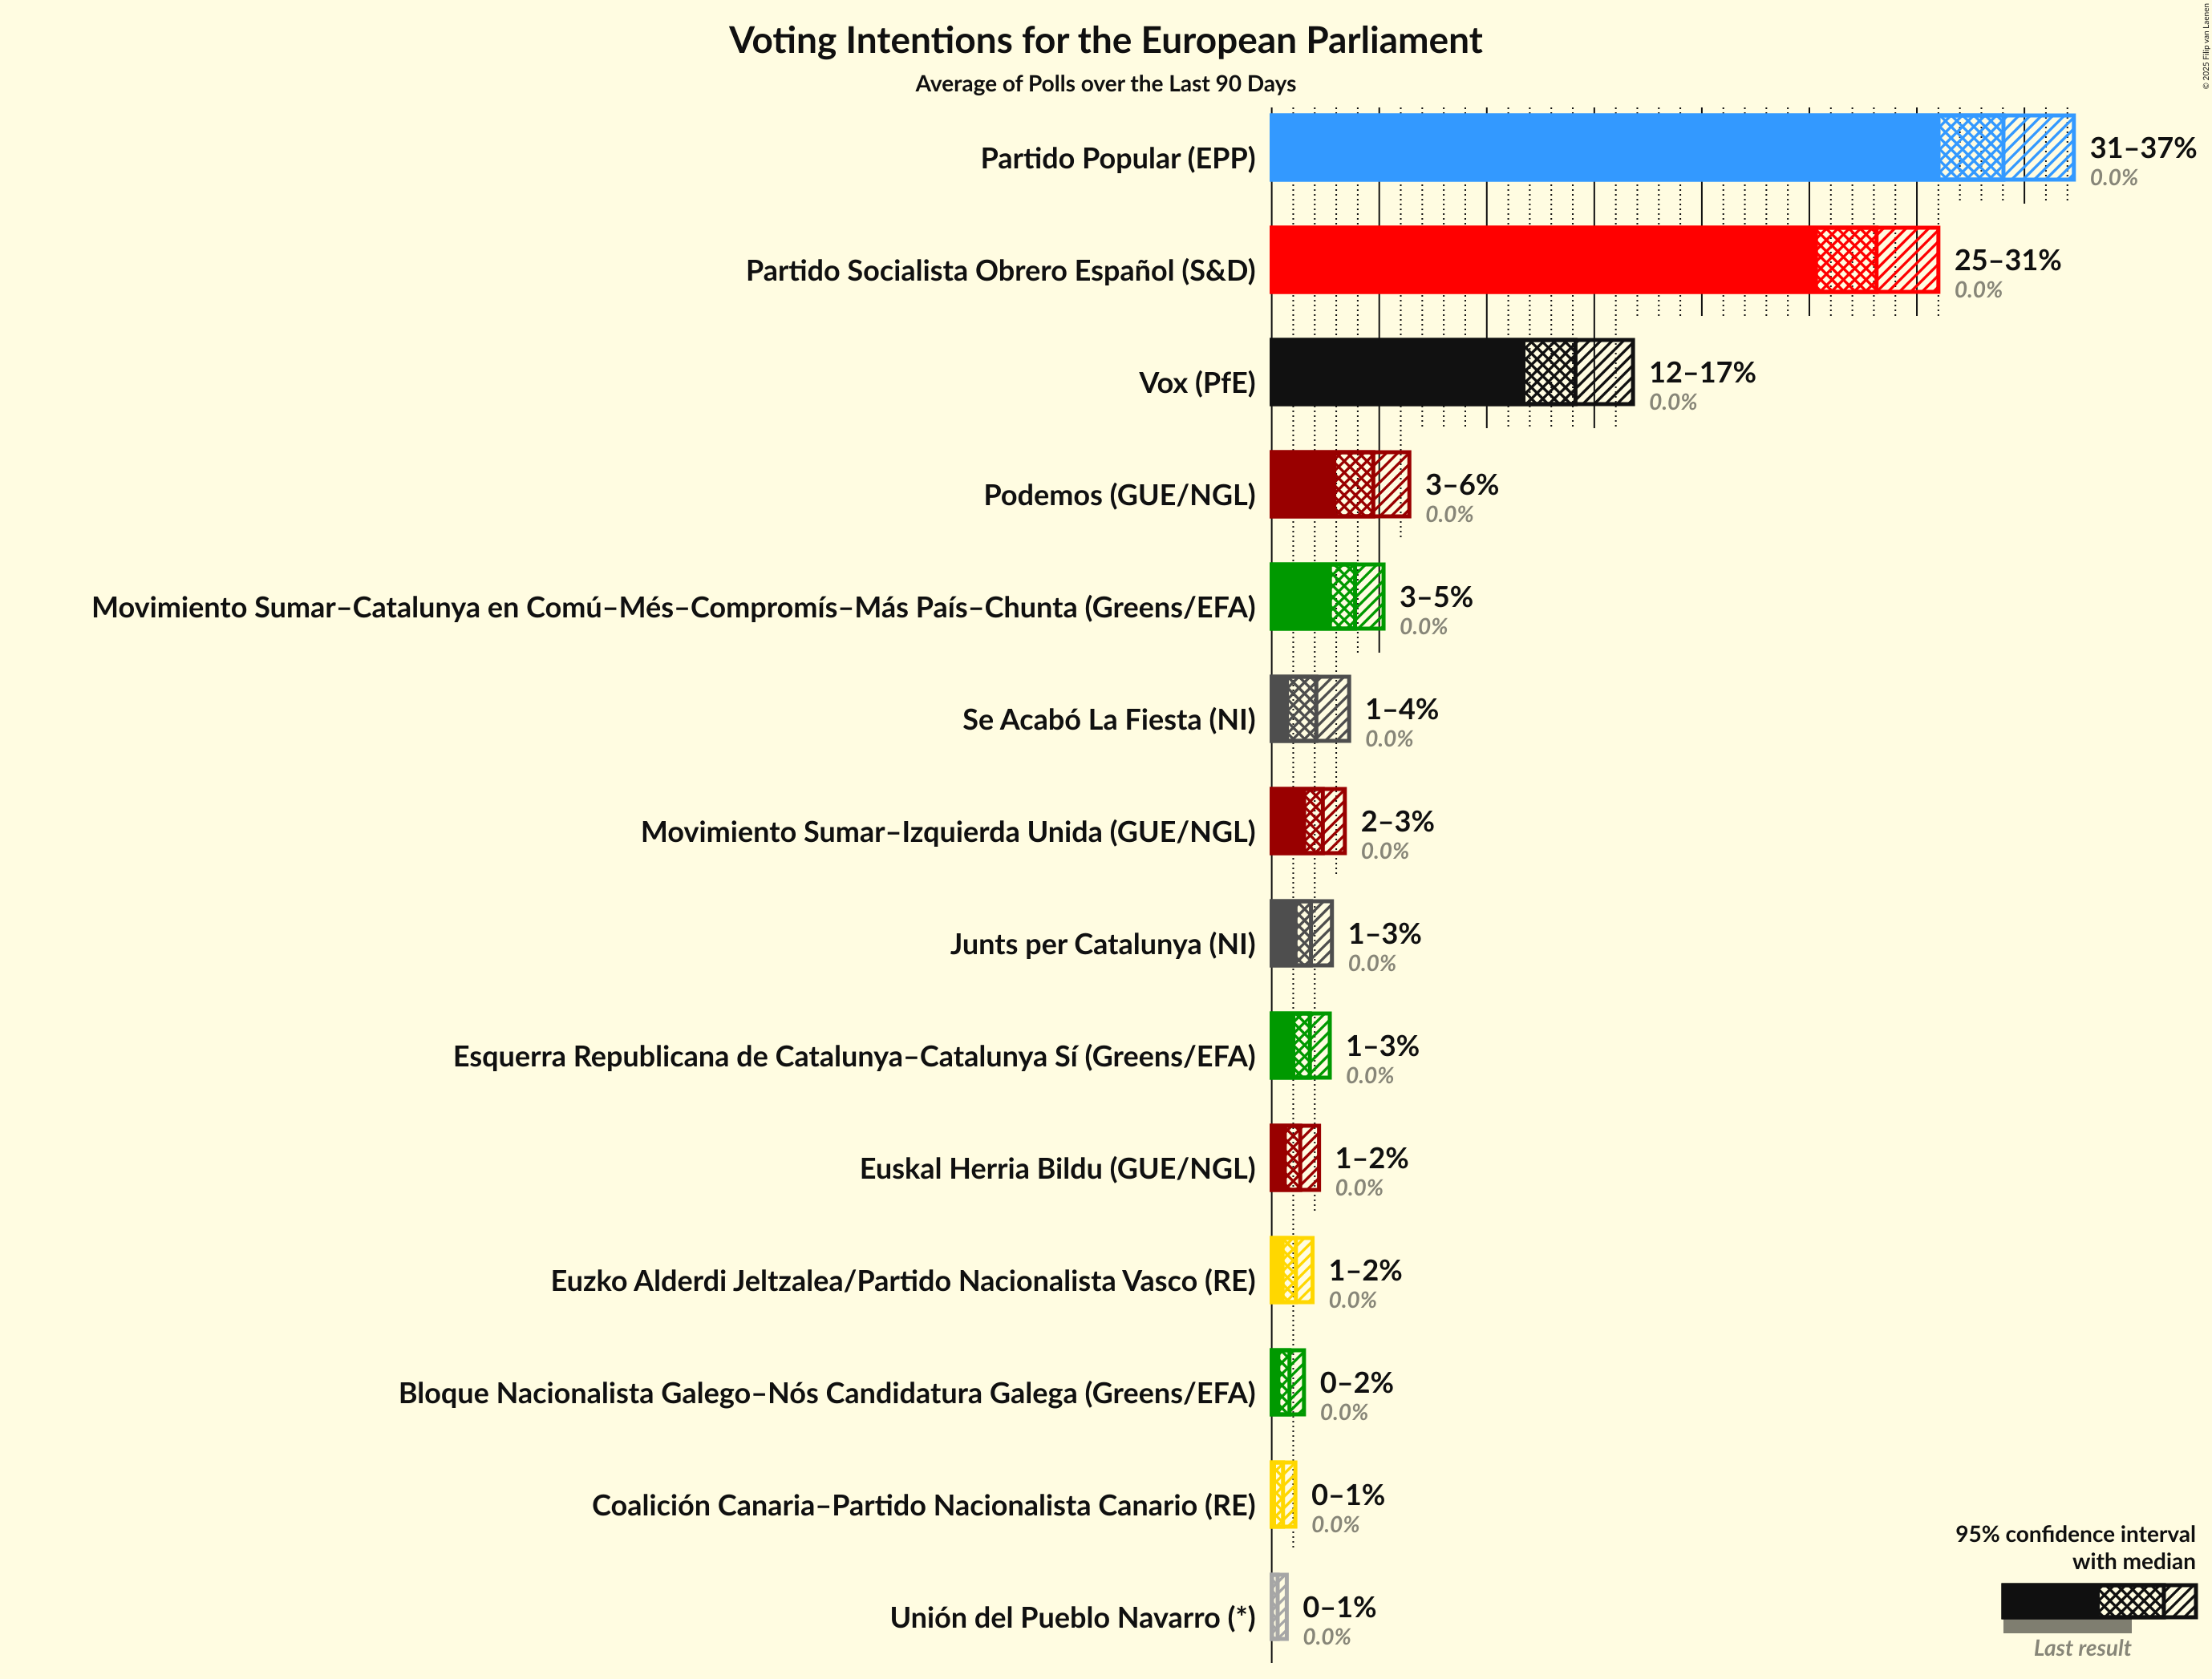 Voting Intentions for the European Parliament
Average of Polls over the Last 90 Days
© 2025 Filip van Laenen
Partido Popular (EPP)
31–37%
0.0%
Partido Socialista Obrero Español (S&D)
25–31%
0.0%
Vox (PfE)
12–17%
0.0%
Podemos (GUE/NGL)
3–6%
0.0%
Movimiento Sumar–Catalunya en Comú–Més–Compromís–Más País–Chunta (Greens/EFA)
3–5%
0.0%
Se Acabó La Fiesta (NI)
1–4%
0.0%
Movimiento Sumar–Izquierda Unida (GUE/NGL)
2–3%
0.0%
Junts per Catalunya (NI)
1–3%
0.0%
Esquerra Republicana de Catalunya–Catalunya Sí (Greens/EFA)
1–3%
0.0%
Euskal Herria Bildu (GUE/NGL)
1–2%
0.0%
Euzko Alderdi Jeltzalea/Partido Nacionalista Vasco (RE)
1–2%
0.0%
Bloque Nacionalista Galego–Nós Candidatura Galega (Greens/EFA)
0–2%
0.0%
Coalición Canaria–Partido Nacionalista Canario (RE)
0–1%
0.0%
Unión del Pueblo Navarro (*)
0–1%
0.0%
95% confidence interval
with median
Last result